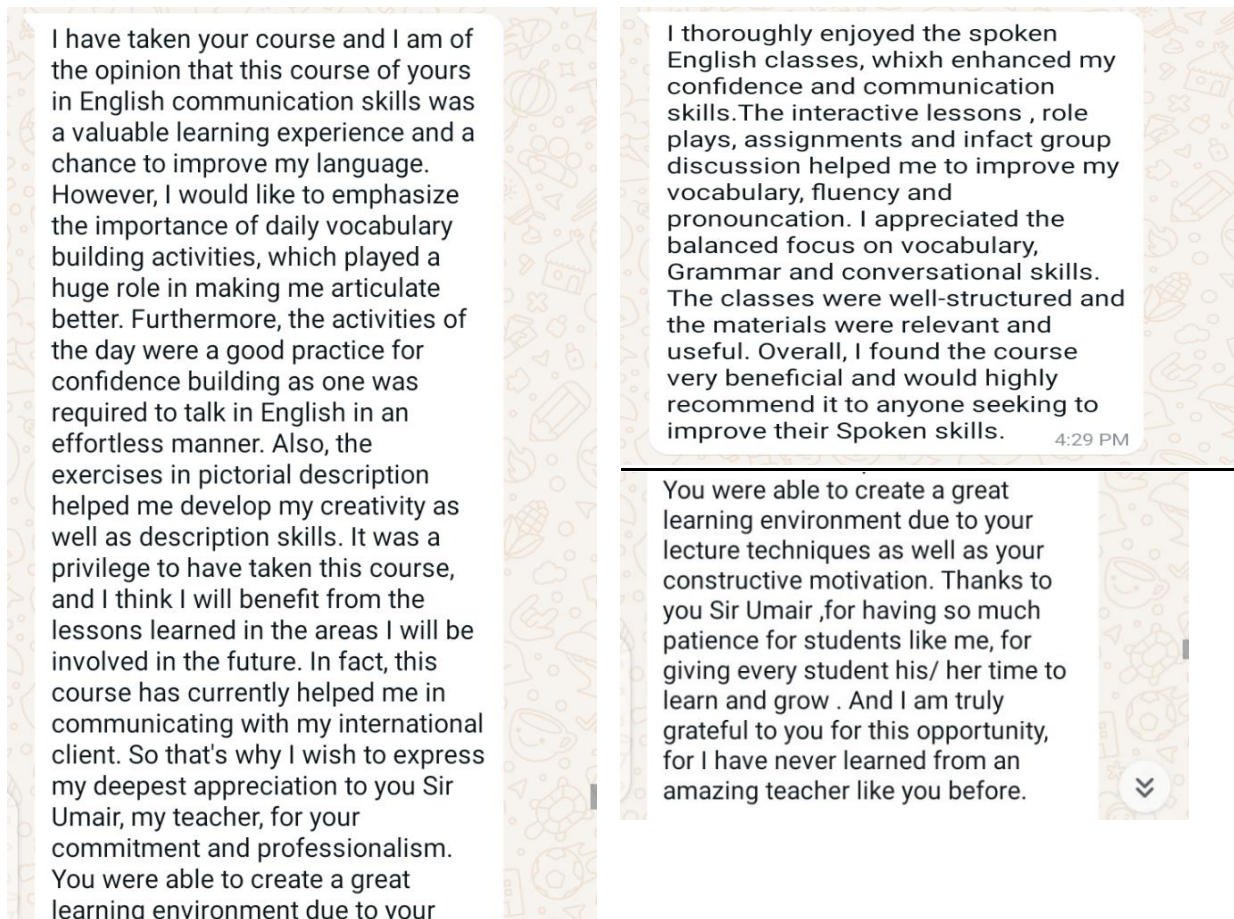 I have taken your course and I am of
the opinion that this course of yours
in English communication skills was
a valuable learning experience and a
chance to improve my language.
However, I would like to emphasize
the importance of daily vocabulary
building activities, which played a
huge role in making me articulate
better. Furthermore, the activities of
the day were a good practice for
confidence building as one was
required to talk in English in an
effortless manner. Also, the
exercises in pictorial description
helped me develop my creativity as
well as description skills. It was a
privilege to have taken this course,
and I think I will benefit from the
lessons learned in the areas I will be
involved in the future. In fact, this
course has currently helped me in
communicating with my international
client. So that's why I wish to express
my deepest appreciation to you Sir
Umair, my teacher, for your
commitment and professionalism.
You were able to create a great
learning environment due to your
I thoroughly enjoyed the spoken
English classes, whixh enhanced my
confidence and communication
skills.The interactive lessons , role
plays, assignments and infact group
discussion helped me to improve my
vocabulary, fluency and
pronouncation. I appreciated the
balanced focus on vocabulary,
Grammar and conversational skills.
The classes were well-structured and
the materials were relevant and
useful. Overall, I found the course
very beneficial and would highly
recommend it to anyone seeking to
improve their Spoken skills.
4:29 PM
You were able to create a great
learning environment due to your
lecture techniques as well as your
constructive motivation. Thanks to
you Sir Umair ,for having so much
patience for students like me, for
giving every student his/ her time to
learn and grow . And I am truly
grateful to you for this opportunity,
for I have never learned from an
amazing teacher like you before.